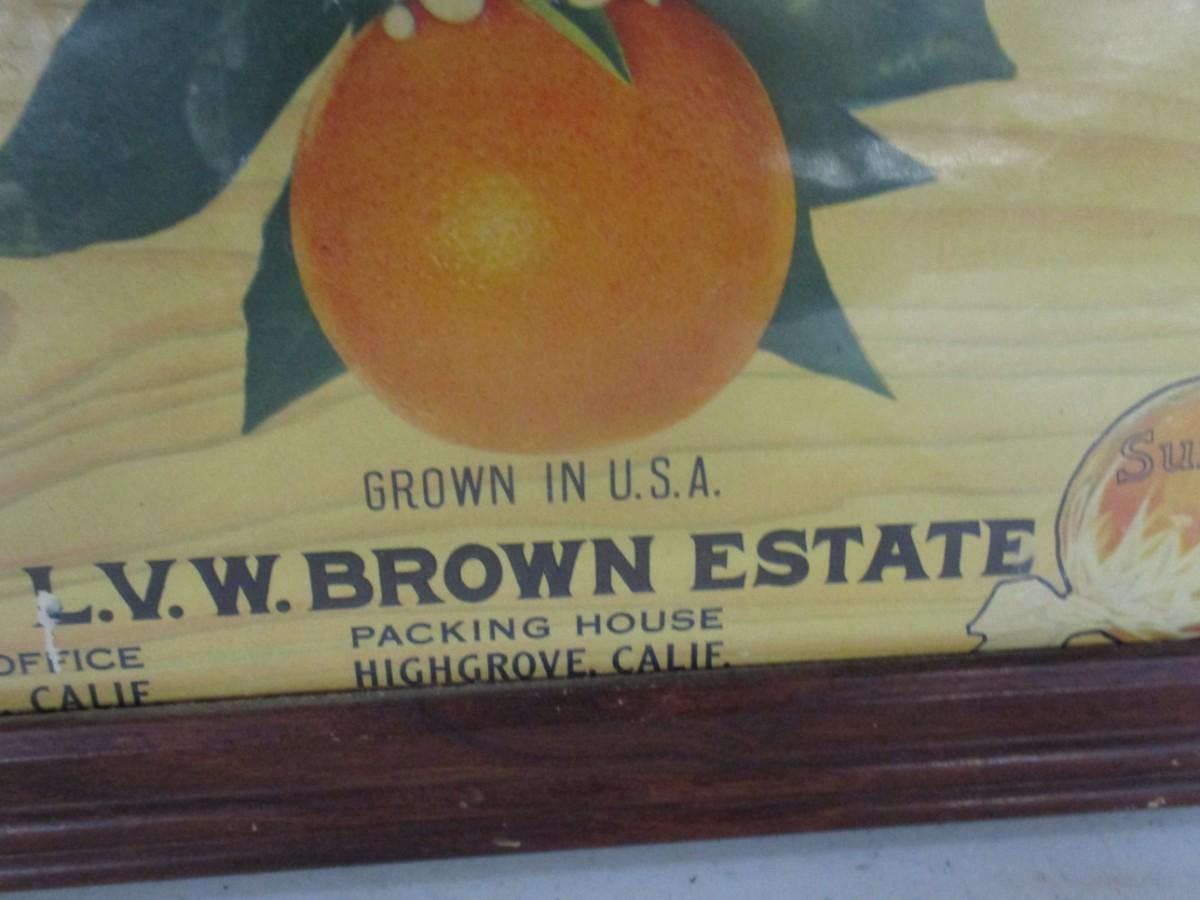 GROWN IN U.S.A.
L.V.W. BROWN ESTATE
OFFICE
. CALIF.
PACKING HOUSE
HIGHGROVE, CALIF.